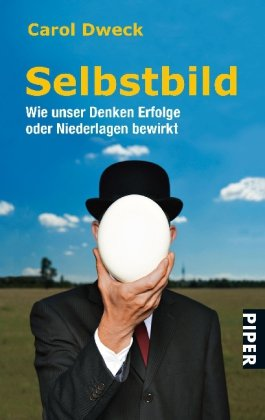 Carol Dweck
Selbstbild
Wie unser Denken Erfolge
oder Niederlagen bewirkt
PIPER